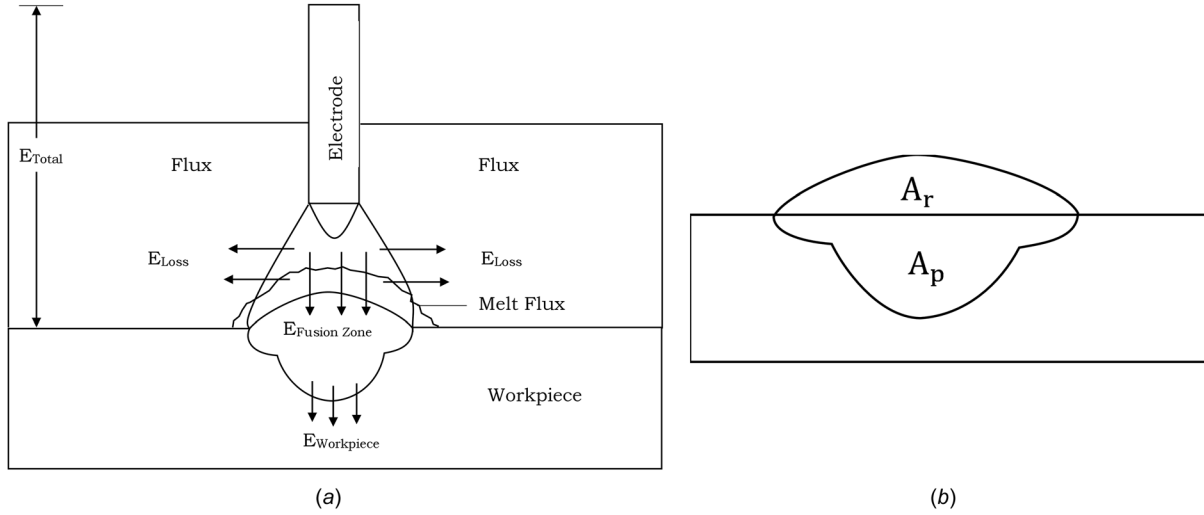 Electrode
E_Total
Flux
Flux
E_Loss
E_Loss
Melt Flux
E_Fusion Zone
Workpiece
E_Workpiece
(a)
A_r
A_p
(b)